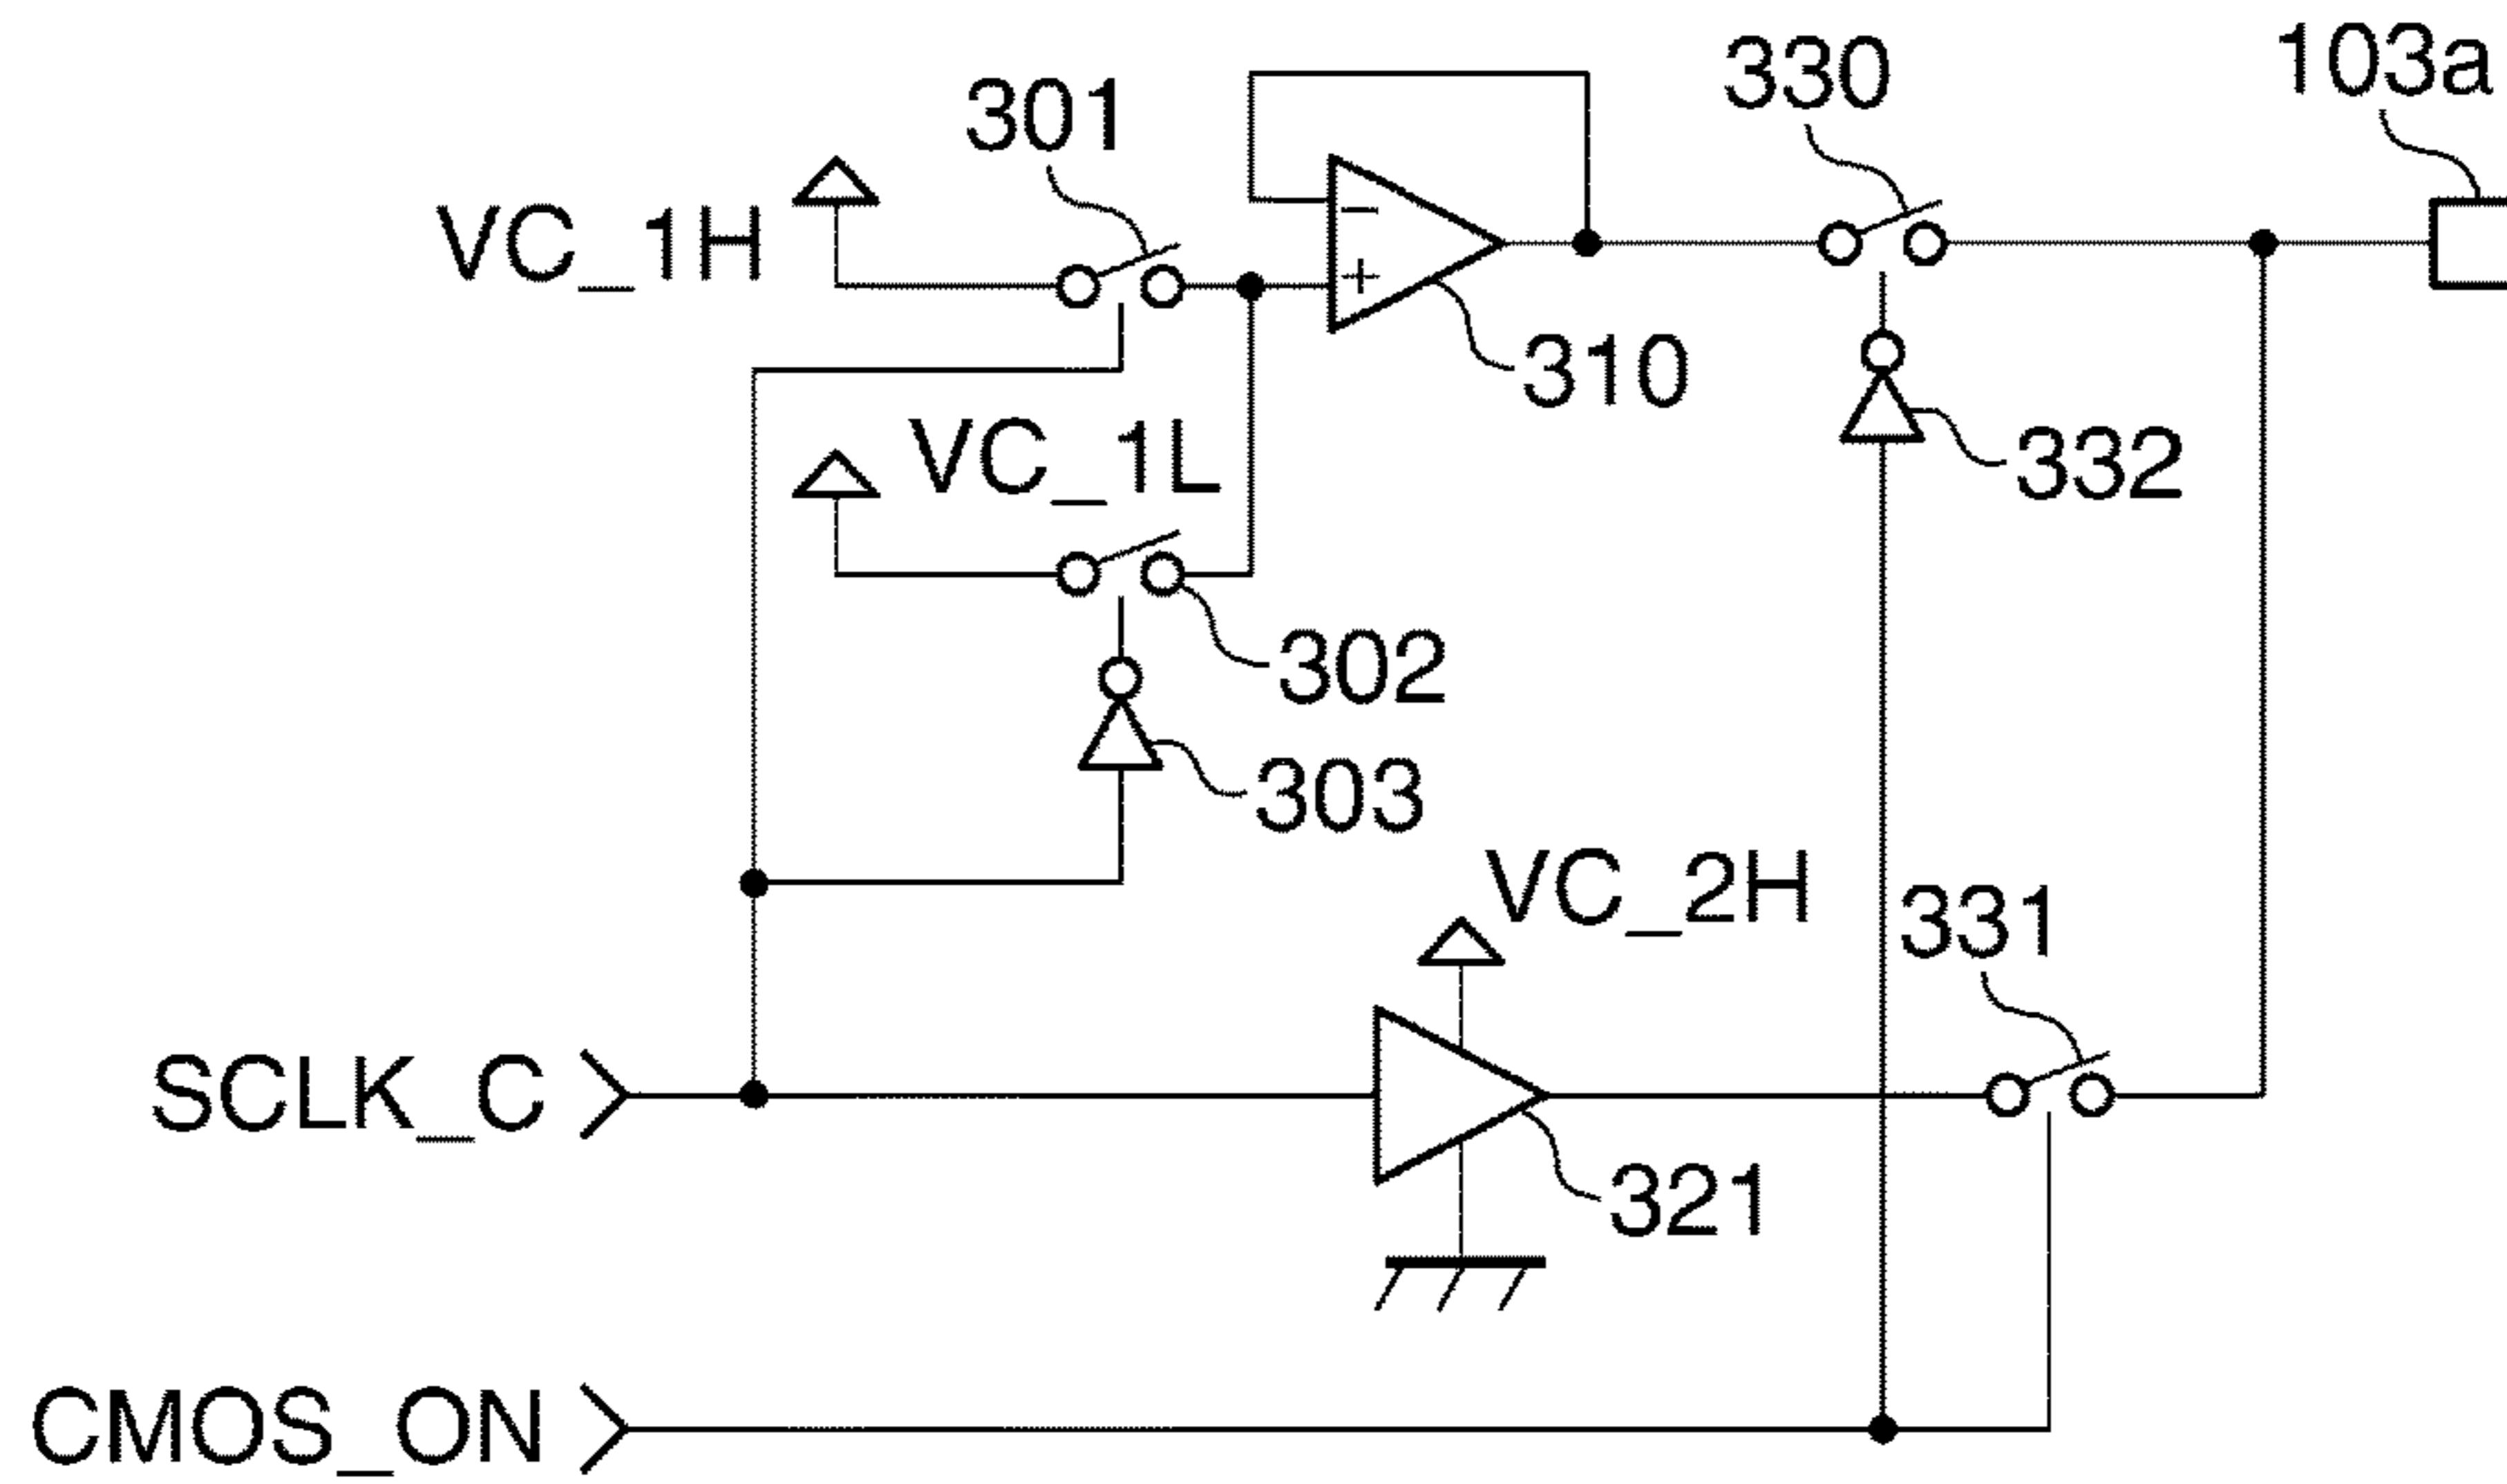 103a
330
301
VC_1H
310
VC_1L
332
302
303
VC_2H
331
SCLK_C
321
CMOS_ON